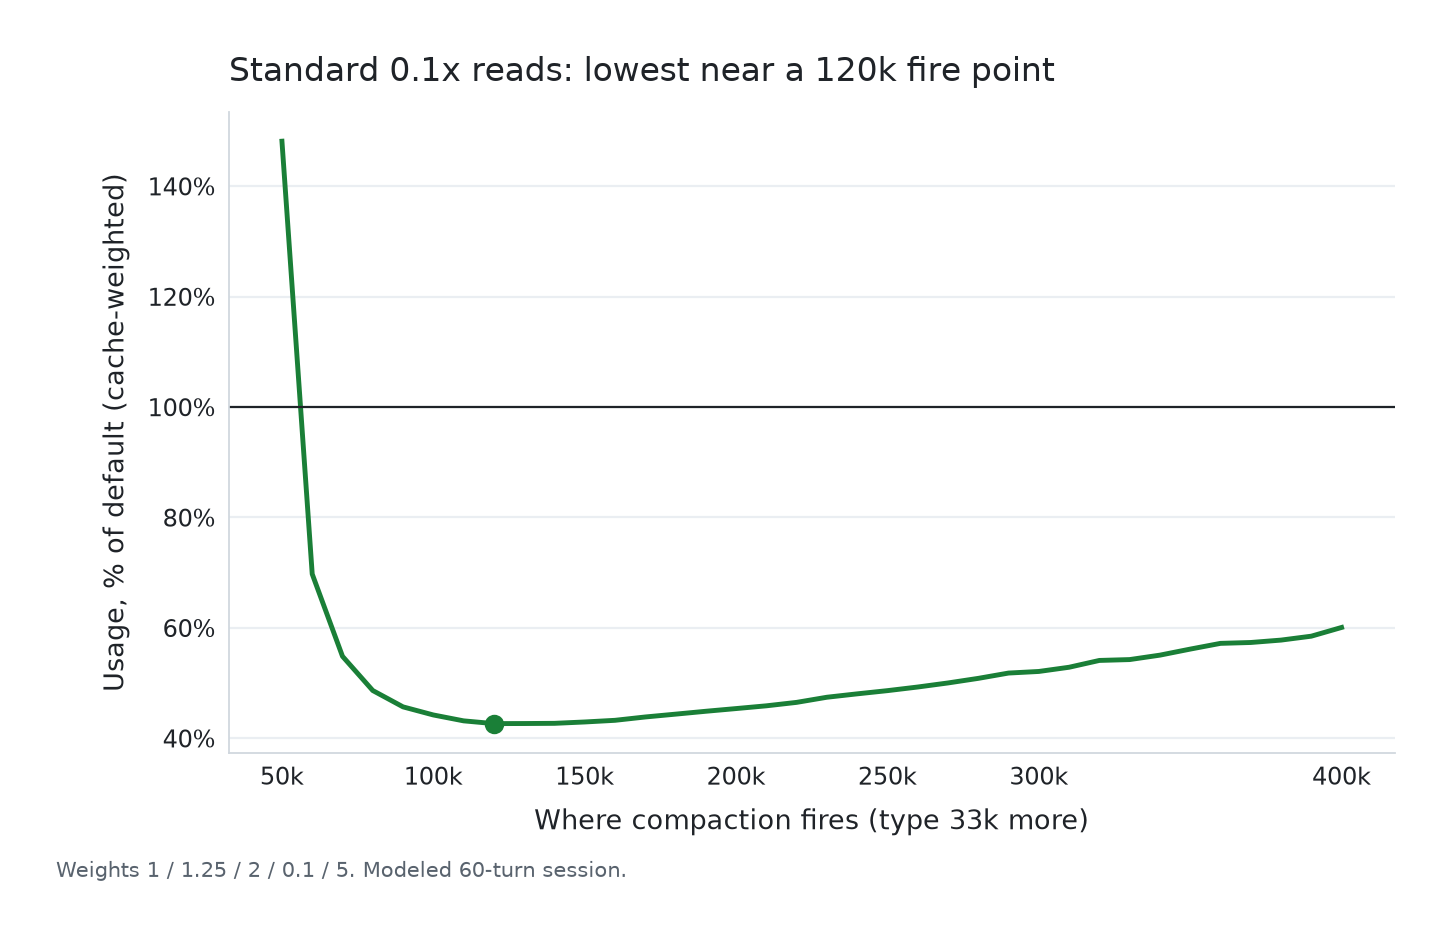 Standard 0.1x reads: lowest near a 120k fire point
Usage, % of default (cache-weighted)
140%
120%
100%
80%
60%
40%
50k 100k 150k 200k 250k 300k 400k
Where compaction fires (type 33k more)
Weights 1 / 1.25 / 2 / 0.1 / 5. Modeled 60-turn session.